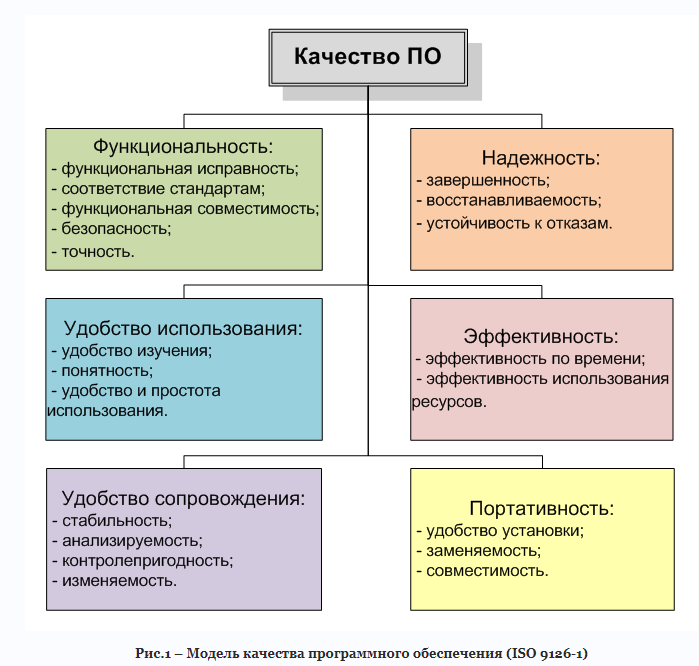 Качество ПО
Функциональность:
- функциональная исправность;
- соответствие стандартам;
- функциональная совместимость;
- безопасность;
- точность.
Надежность:
- завершенность;
- восстанавливаемость;
- устойчивость к отказам.
Удобство использования:
- удобство изучения;
- понятность;
- удобство и простота
использования.
Эффективность:
- эффективность по времени;
- эффективность использования
ресурсов.
Удобство сопровождения:
- стабильность;
- анализируемость;
- контролепригодность;
- изменяемость.
Портативность:
- удобство установки;
- заменяемость;
- совместимость.
Рис.1 – Модель качества программного обеспечения (ISO 9126-1)